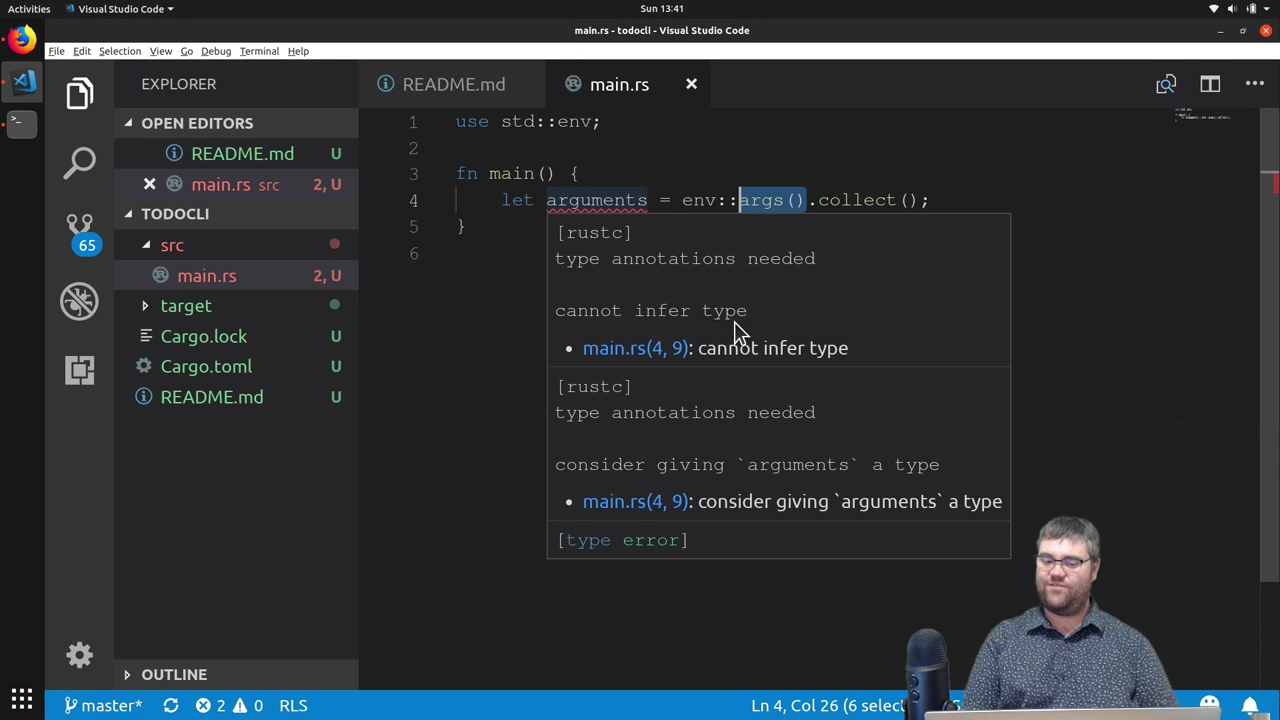 Activities
Visual Studio Code
Sun 13:41
main.rs - todocli - Visual Studio Code
File Edit Selection View Go Debug Terminal Help
EXPLORER
README.md
main.rs
OPEN EDITORS
README.md U
main.rs src 2, U
TODOCLI
src
main.rs 2, U
target
Cargo.lock U
Cargo.toml U
README.md U
65
1 use std::env;
2
3 fn main() {
4 let arguments = env::args().collect();
5 }
6
[rustc]
type annotations needed
cannot infer type
• main.rs(4, 9): cannot infer type
[rustc]
type annotations needed
consider giving `arguments` a type
• main.rs(4, 9): consider giving `arguments` a type
[type error]
OUTLINE
master* 2 0 RLS
Ln 4, Col 26 (6 selec